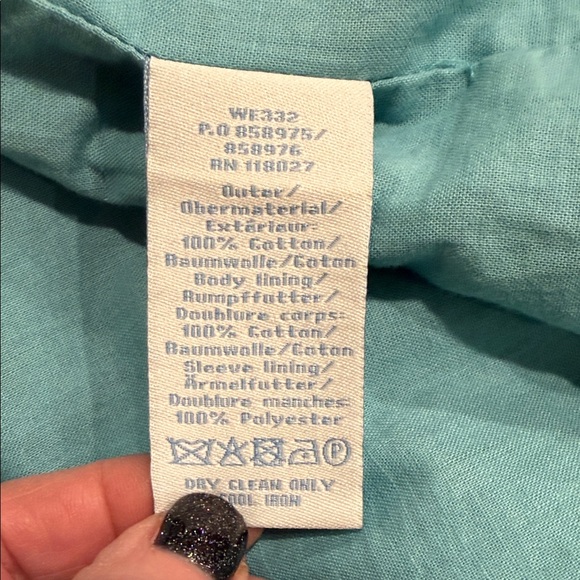 WE332
P.O 858975/
858976
RN 118027
Outer/
Obermaterial/
Extérieur:
100% Cotton/
Baumwolle/Coton
Body lining/
Rumpffutter/
Doublure corps:
100% Cotton/
Baumwolle/Coton
Sleeve lining/
Ärmelfutter/
Doublure manches:
100% Polyester
P
DRY CLEAN ONLY
COOL IRON